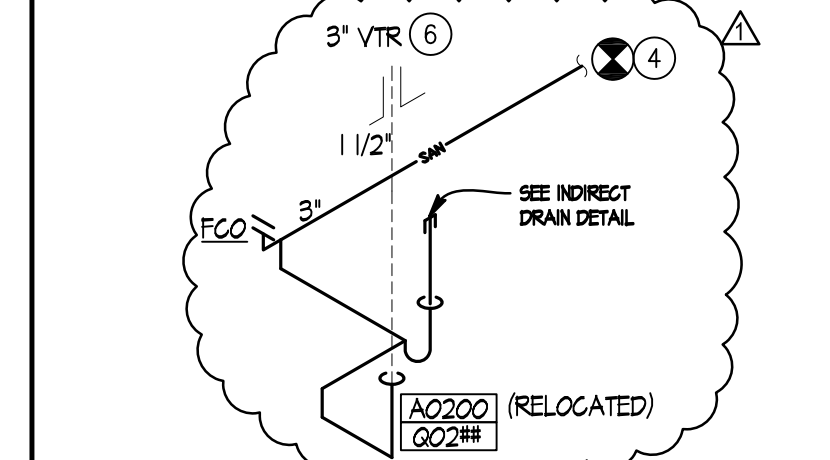 3" VTR 6
1
4
1 1/2"
SAN
SEE INDIRECT
DRAIN DETAIL
3"
FCO
A0200 (RELOCATED)
Q02##